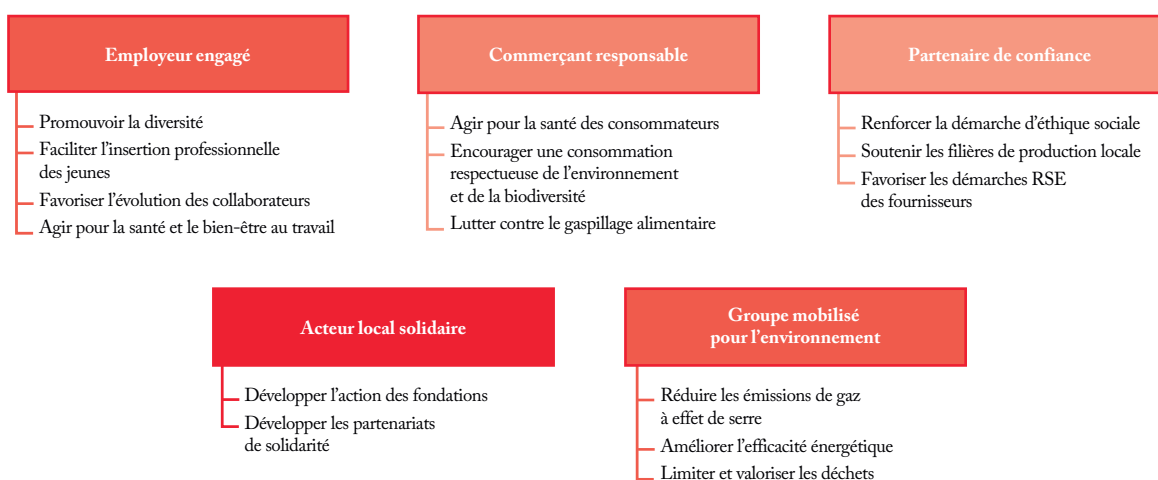 Employeur engagé
Promouvoir la diversité
Faciliter l'insertion professionnelle
des jeunes
Favoriser l'évolution des collaborateurs
Agir pour la santé et le bien-être au travail
Commerçant responsable
Agir pour la santé des consommateurs
Encourager une consommation
respectueuse de l'environnement
et de la biodiversité
Lutter contre le gaspillage alimentaire
Partenaire de confiance
Renforcer la démarche d'éthique sociale
Soutenir les filières de production locale
Favoriser les démarches RSE
des fournisseurs
Acteur local solidaire
Développer l'action des fondations
Développer les partenariats
de solidarité
Groupe mobilisé
pour l'environnement
Réduire les émissions de gaz
à effet de serre
Améliorer l'efficacité énergétique
Limiter et valoriser les déchets